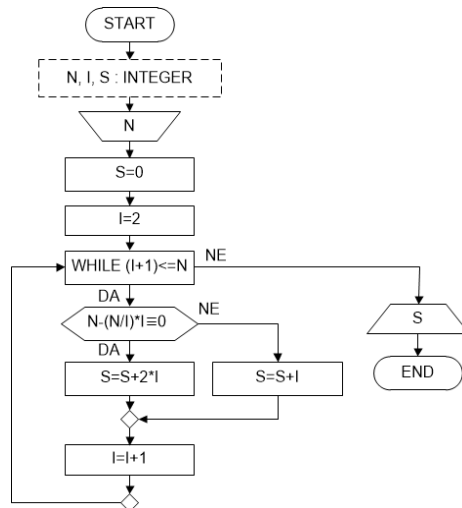 START
N, I, S : INTEGER
N
S=0
I=2
WHILE (I+1)<=N
NE
DA
N-(N/I)*I≡0
NE
DA
S=S+2*I
S=S+I
I=I+1
S
END